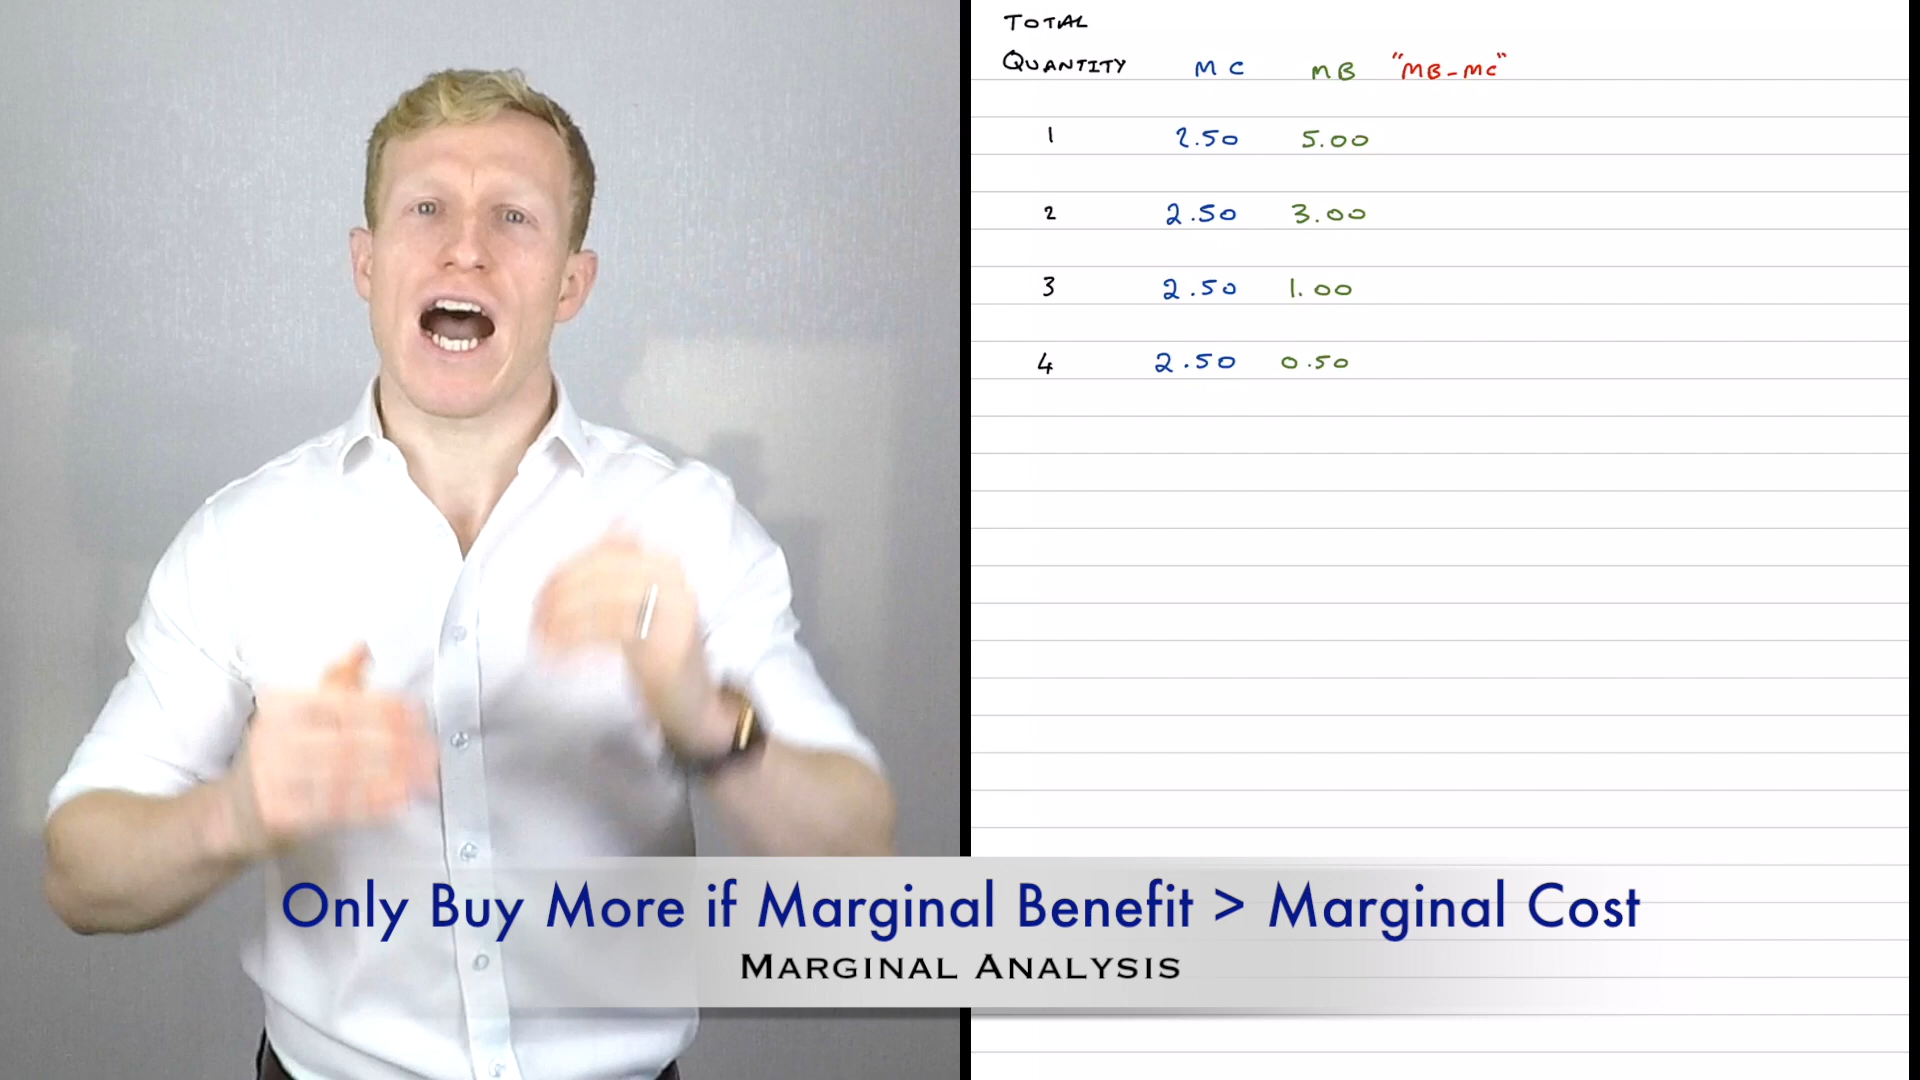 TOTAL
QUANTITY MC MB "MB-MC"
1 2.50 5.00
2 2.50 3.00
3 2.50 1.00
4 2.50 0.50
Only Buy More if Marginal Benefit > Marginal Cost
MARGINAL ANALYSIS